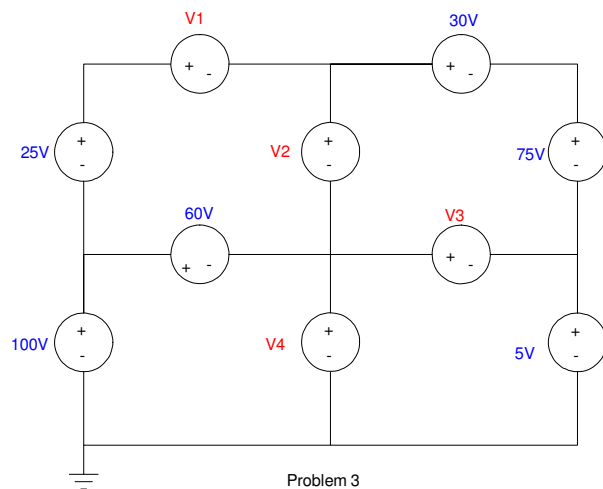 V1
30V
+ -
+ -
25V
+
-
V2
+
-
75V
+
-
60V
V3
+ -
+ -
100V
+
-
V4
+
-
5V
+
-
Problem 3